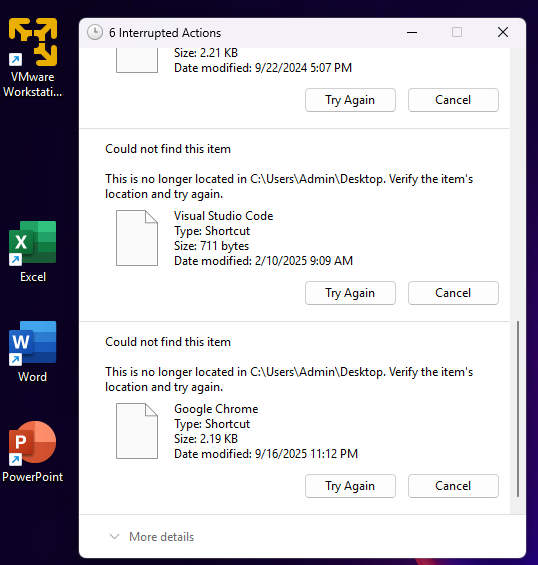 6 Interrupted Actions
Size: 2.21 KB
Date modified: 9/22/2024 5:07 PM
Try Again
Cancel
Could not find this item
This is no longer located in C:\Users\Admin\Desktop. Verify the item's
location and try again.
Visual Studio Code
Type: Shortcut
Size: 711 bytes
Date modified: 2/10/2025 9:09 AM
Try Again
Cancel
Could not find this item
This is no longer located in C:\Users\Admin\Desktop. Verify the item's
location and try again.
Google Chrome
Type: Shortcut
Size: 2.19 KB
Date modified: 9/16/2025 11:12 PM
Try Again
Cancel
More details
VMware
Workstati...
X
Excel
W
Word
P
PowerPoint